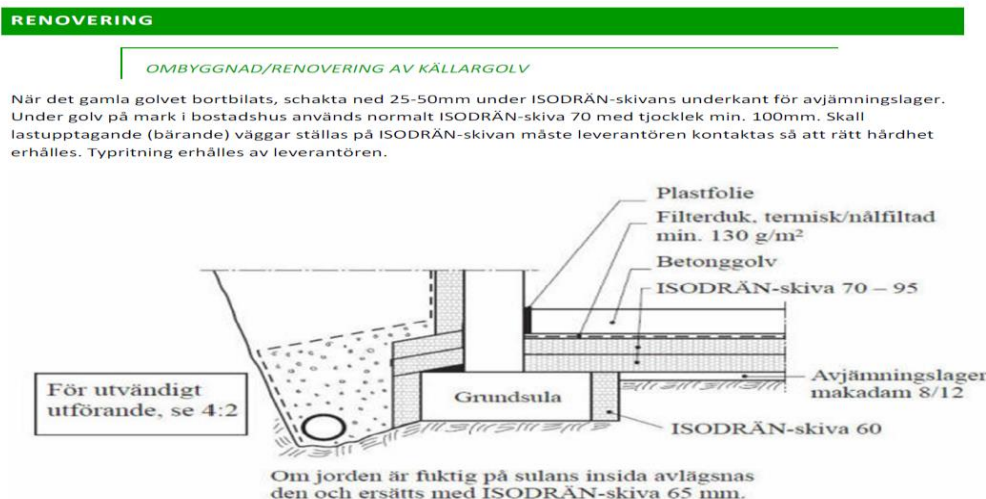 RENOVERING
OMBYGGNAD/RENOVERING AV KÄLLARGOLV
När det gamla golvet bortbilats, schakta ned 25-50mm under ISODRÄN-skivans underkant för avjämningslager.
Under golv på mark i bostadshus används normalt ISODRÄN-skiva 70 med tjocklek min. 100mm. Skall
lastupptagande (bärande) väggar ställas på ISODRÄN-skivan måste leverantören kontaktas så att rätt hårdhet
erhålles. Typritning erhålles av leverantören.
Plastfolie
Filterduk, termisk/nålfiltad
min. 130 g/m²
Betonggolv
ISODRÄN-skiva 70 – 95
För utvändigt
utförande, se 4:2
Grundsula
Avjämningslager
makadam 8/12
ISODRÄN-skiva 60
Om jorden är fuktig på sulans insida avlägsnas
den och ersätts med ISODRÄN-skiva 65 mm.